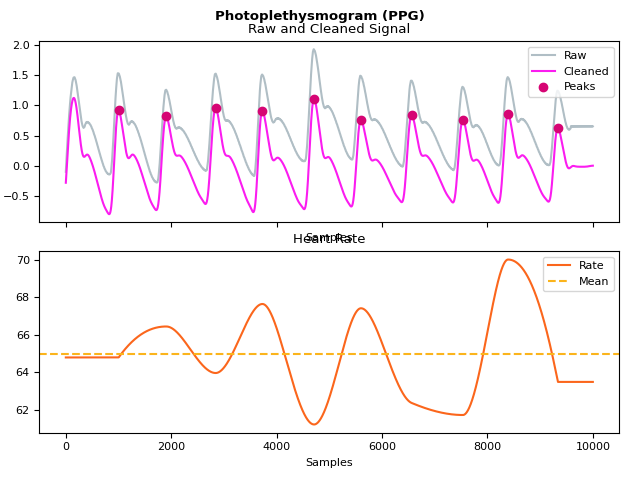 Photoplethysmogram (PPG)
Raw and Cleaned Signal
2.0
1.5
1.0
0.5
0.0
−0.5
Raw
Cleaned
Peaks
Samples
Heart Rate
70
68
66
64
62
Rate
Mean
0 2000 4000 6000 8000 10000
Samples